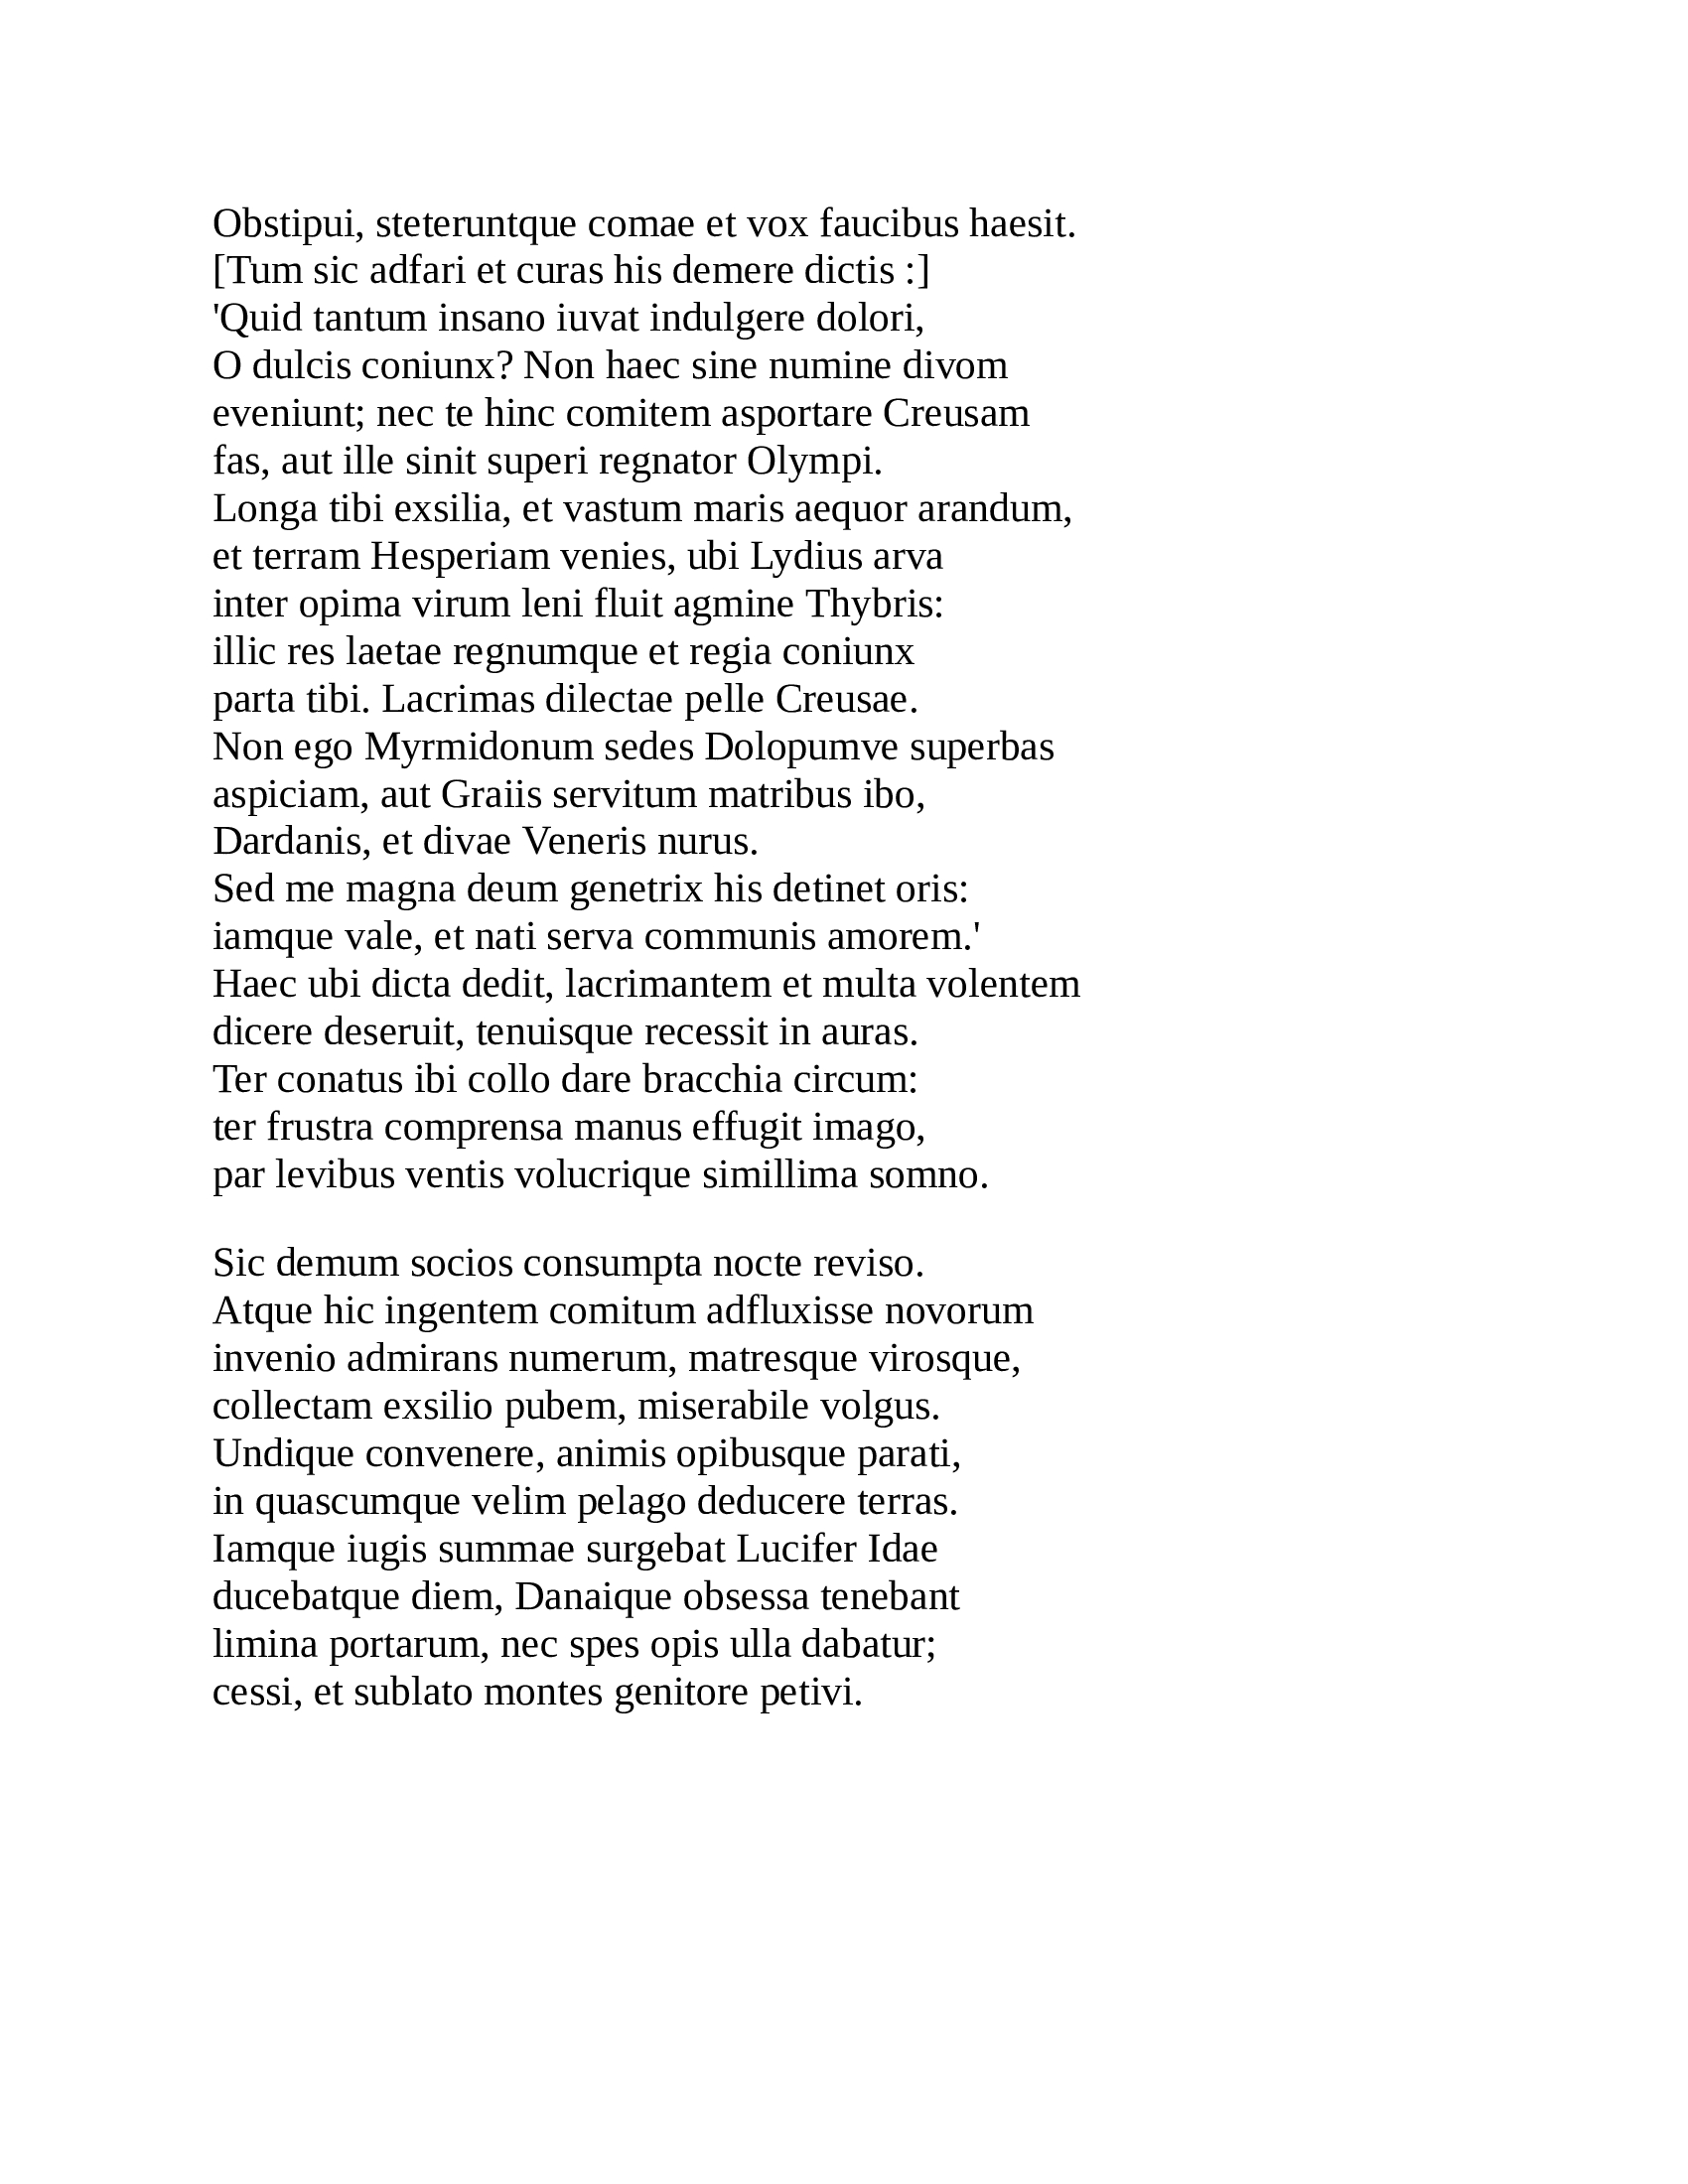 Obstipui, steteruntque comae et vox faucibus haesit.
[Tum sic adfari et curas his demere dictis :]
'Quid tantum insano iuvat indulgere dolori,
O dulcis coniunx? Non haec sine numine divom
eveniunt; nec te hinc comitem asportare Creusam
fas, aut ille sinit superi regnator Olympi.
Longa tibi exsilia, et vastum maris aequor arandum,
et terram Hesperiam venies, ubi Lydius arva
inter opima virum leni fluit agmine Thybris:
illic res laetae regnumque et regia coniunx
parta tibi. Lacrimas dilectae pelle Creusae.
Non ego Myrmidonum sedes Dolopumve superbas
aspiciam, aut Graiis servitum matribus ibo,
Dardanis, et divae Veneris nurus.
Sed me magna deum genetrix his detinet oris:
iamque vale, et nati serva communis amorem.'
Haec ubi dicta dedit, lacrimantem et multa volentem
dicere deseruit, tenuisque recessit in auras.
Ter conatus ibi collo dare bracchia circum:
ter frustra comprensa manus effugit imago,
par levibus ventis volucrique simillima somno.
Sic demum socios consumpta nocte reviso.
Atque hic ingentem comitum adfluxisse novorum
invenio admirans numerum, matresque virosque,
collectam exsilio pubem, miserabile volgus.
Undique convenere, animis opibusque parati,
in quascumque velim pelago deducere terras.
Iamque iugis summae surgebat Lucifer Idae
ducebatque diem, Danaique obsessa tenebant
limina portarum, nec spes opis ulla dabatur;
cessi, et sublato montes genitore petivi.